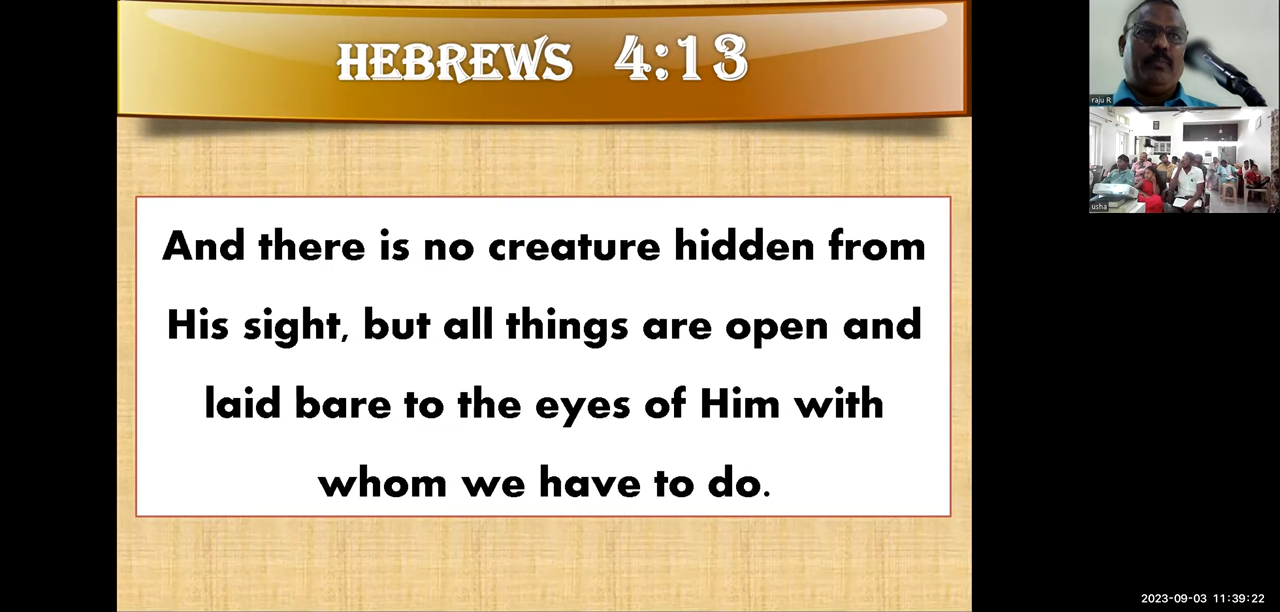 HEBREWS 4:13
And there is no creature hidden from
His sight, but all things are open and
laid bare to the eyes of Him with
whom we have to do.
raju R
usha
2023-09-03 11:39:22